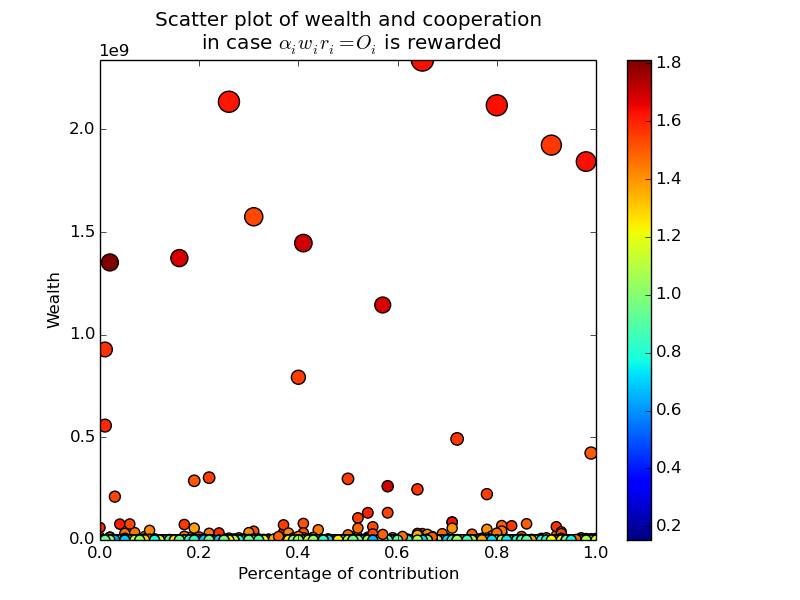 Scatter plot of wealth and cooperation
in case αᵢwᵢrᵢ=Oᵢ is rewarded
1e9
2.0
1.5
1.0
0.5
0.0
Wealth
0.0 0.2 0.4 0.6 0.8 1.0
Percentage of contribution
1.8
1.6
1.4
1.2
1.0
0.8
0.6
0.4
0.2